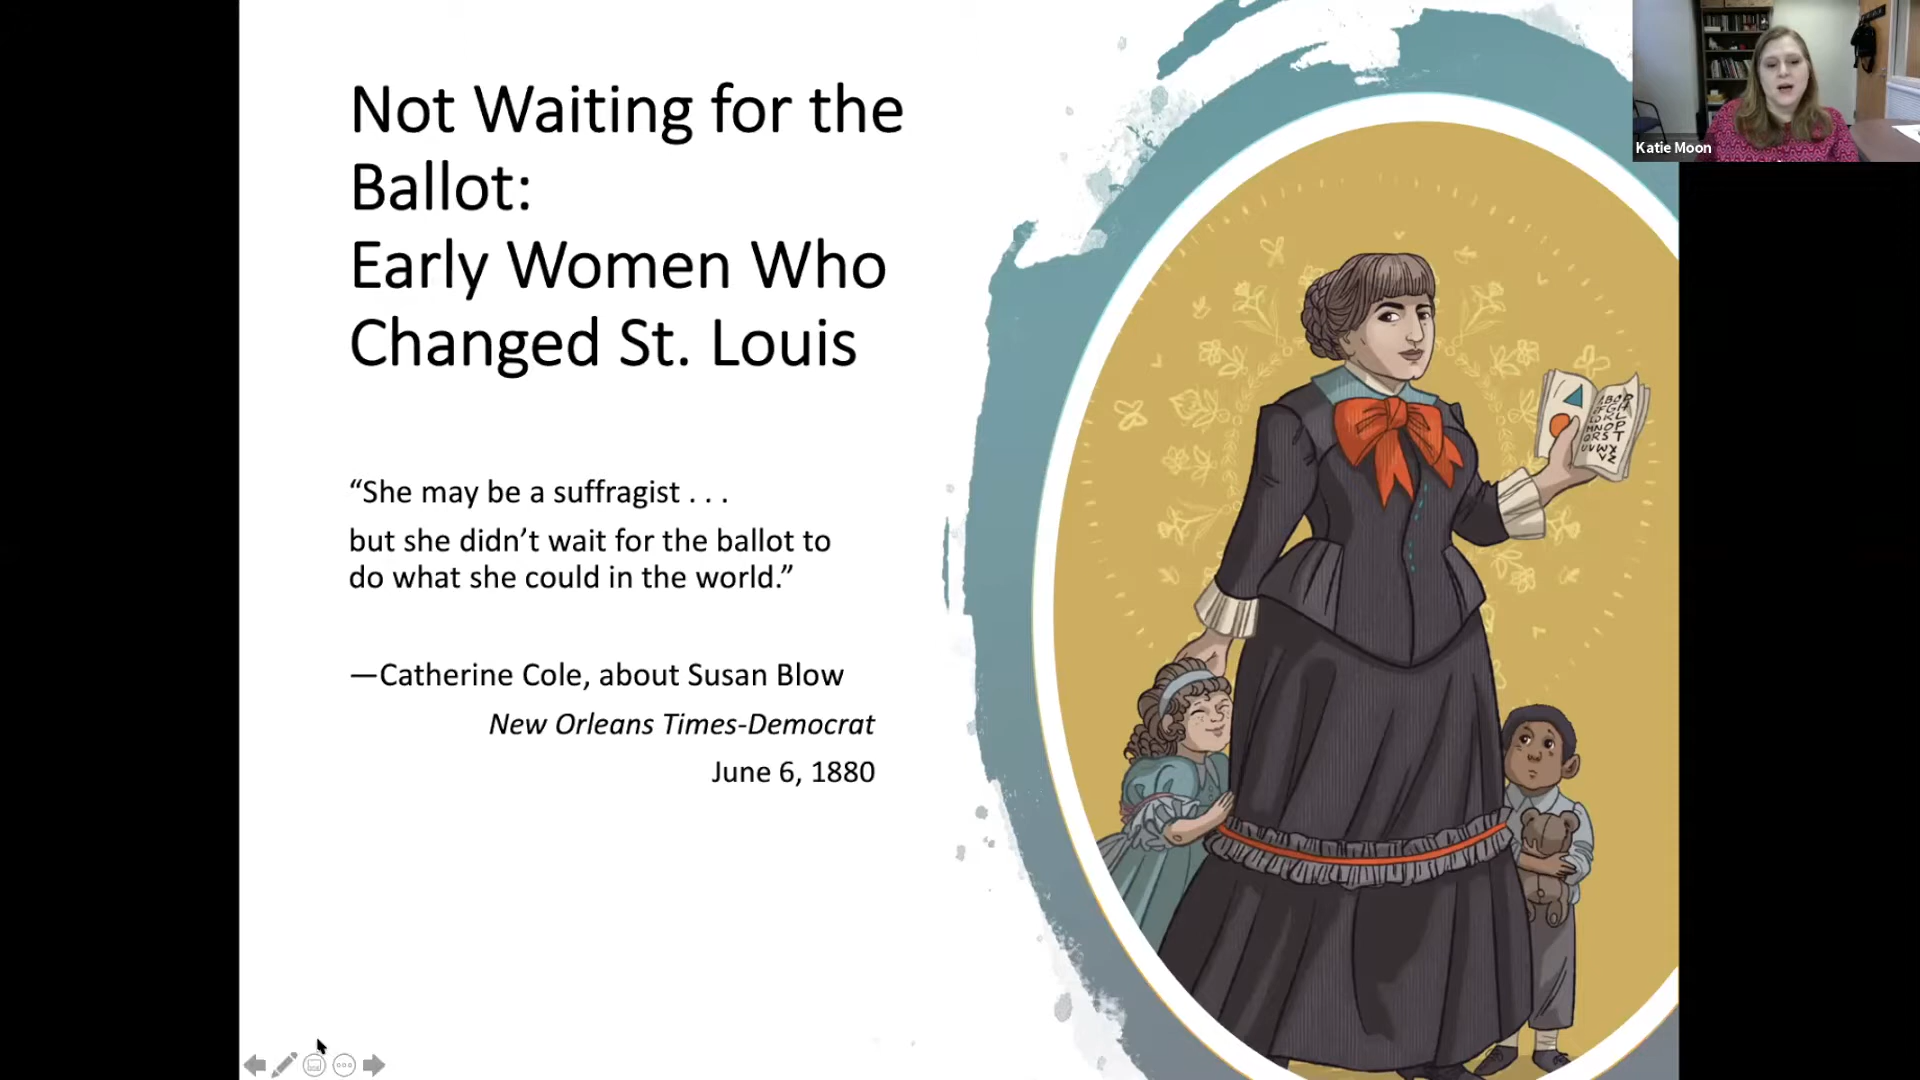 Not Waiting for the
Ballot:
Early Women Who
Changed St. Louis
“She may be a suffragist . . .
but she didn’t wait for the ballot to
do what she could in the world.”
—Catherine Cole, about Susan Blow
New Orleans Times-Democrat
June 6, 1880
Katie Moon